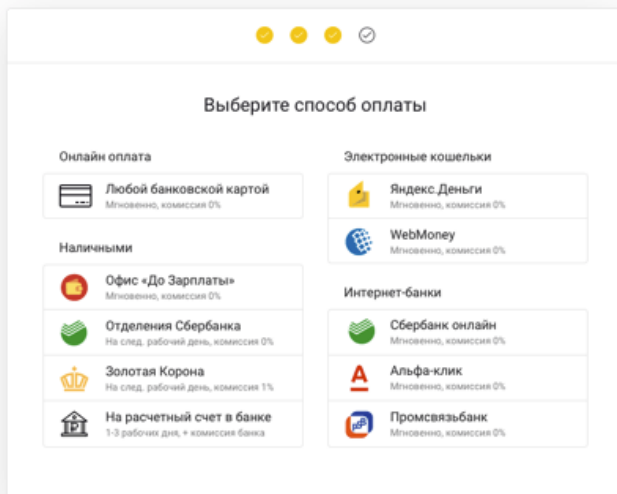 Выберите способ оплаты
Онлайн оплата
Любой банковской картой
Мгновенно, комиссия 0%
Наличными
Офис «До Зарплаты»
Мгновенно, комиссия 0%
Отделения Сбербанка
На след. рабочий день, комиссия 0%
Золотая Корона
На след. рабочий день, комиссия 1%
На расчетный счет в банке
1-3 рабочих дня, + комиссия банка
Электронные кошельки
Яндекс.Деньги
Мгновенно, комиссия 0%
WebMoney
Мгновенно, комиссия 0%
Интернет-банки
Сбербанк онлайн
Мгновенно, комиссия 0%
Альфа-клик
Мгновенно, комиссия 0%
Промсвязьбанк
Мгновенно, комиссия 0%